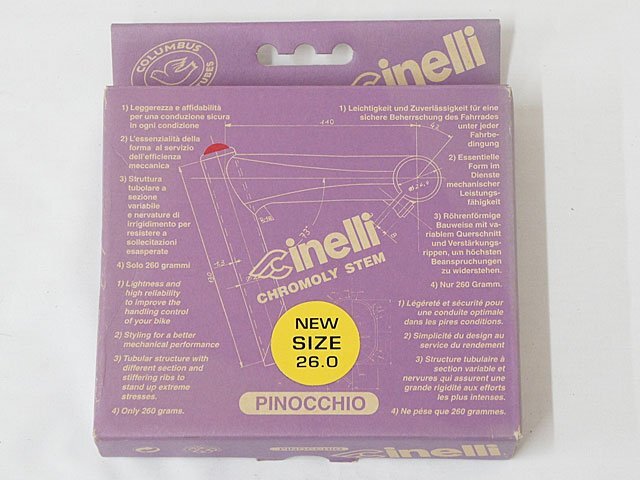 COLUMBUS
TUBES
Cinelli
1) Leggerezza e affidabilità
per una conduzione sicura
in ogni condizione
2) L'essenzialità della
forma al servizio
dell'efficienza
meccanica
3) Struttura
tubolare a
sezione
variabile
e nervature di
irrigidimento per
resistere a
sollecitazioni
esasperate
4) Solo 260 grammi
1) Lightness and
high reliability
to improve the
handling control
of your bike
2) Styling for a better
mechanical performance
3) Tubular structure with
different section and
stiffering ribs to
stand up extreme
stresses.
4) Only 260 grams.
140
75°
Cinelli
CHROMOLY STEM
NEW
SIZE
26.0
PINOCCHIO
1) Leichtigkeit und Zuverlässigkeit für eine
sichere Beherrschung des Fahrrades
unter jeder
Fahrbe-
dingung
2) Essentielle
Form im
Dienste
mechanischer
Leistungs-
fähigkeit
3) Röhrenförmige
Bauweise mit va-
riablem Querschnitt
und Verstärkungs-
rippen, um höchsten
Beanspruchungen
zu widerstehen.
4) Nur 260 Gramm.
1) Légéreté et sécurité pour
une conduite optimale
dans les pires conditions.
2) Simplicité du design au
service du rendement
3) Structure tubulaire à
section variable et
nervures qui assurent une
grande rigidité aux efforts
les plus intenses.
4) Ne pése que 260 grammes.
PINOCCHIO
Cinelli